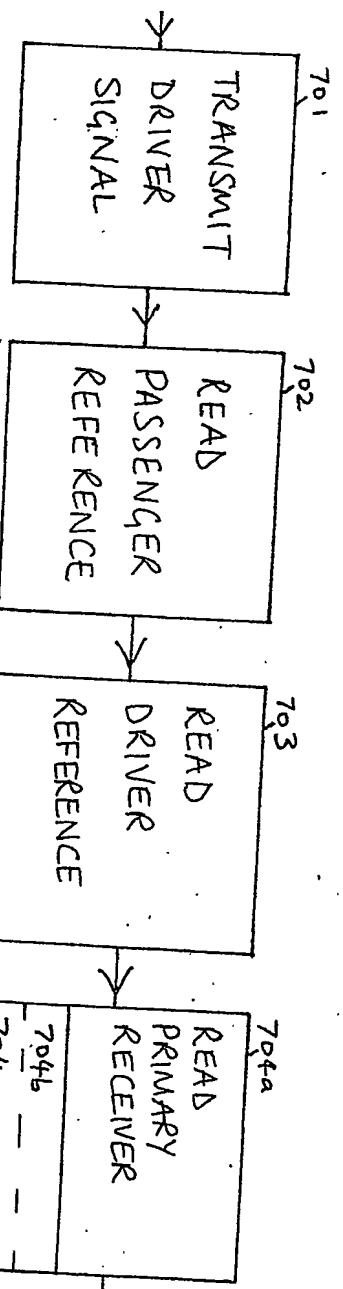 701
TRANSMIT
DRIVER
SIGNAL
702
READ
PASSENGER
REFERENCE
703
READ
DRIVER
REFERENCE
704a
READ
PRIMARY
RECEIVER
704b